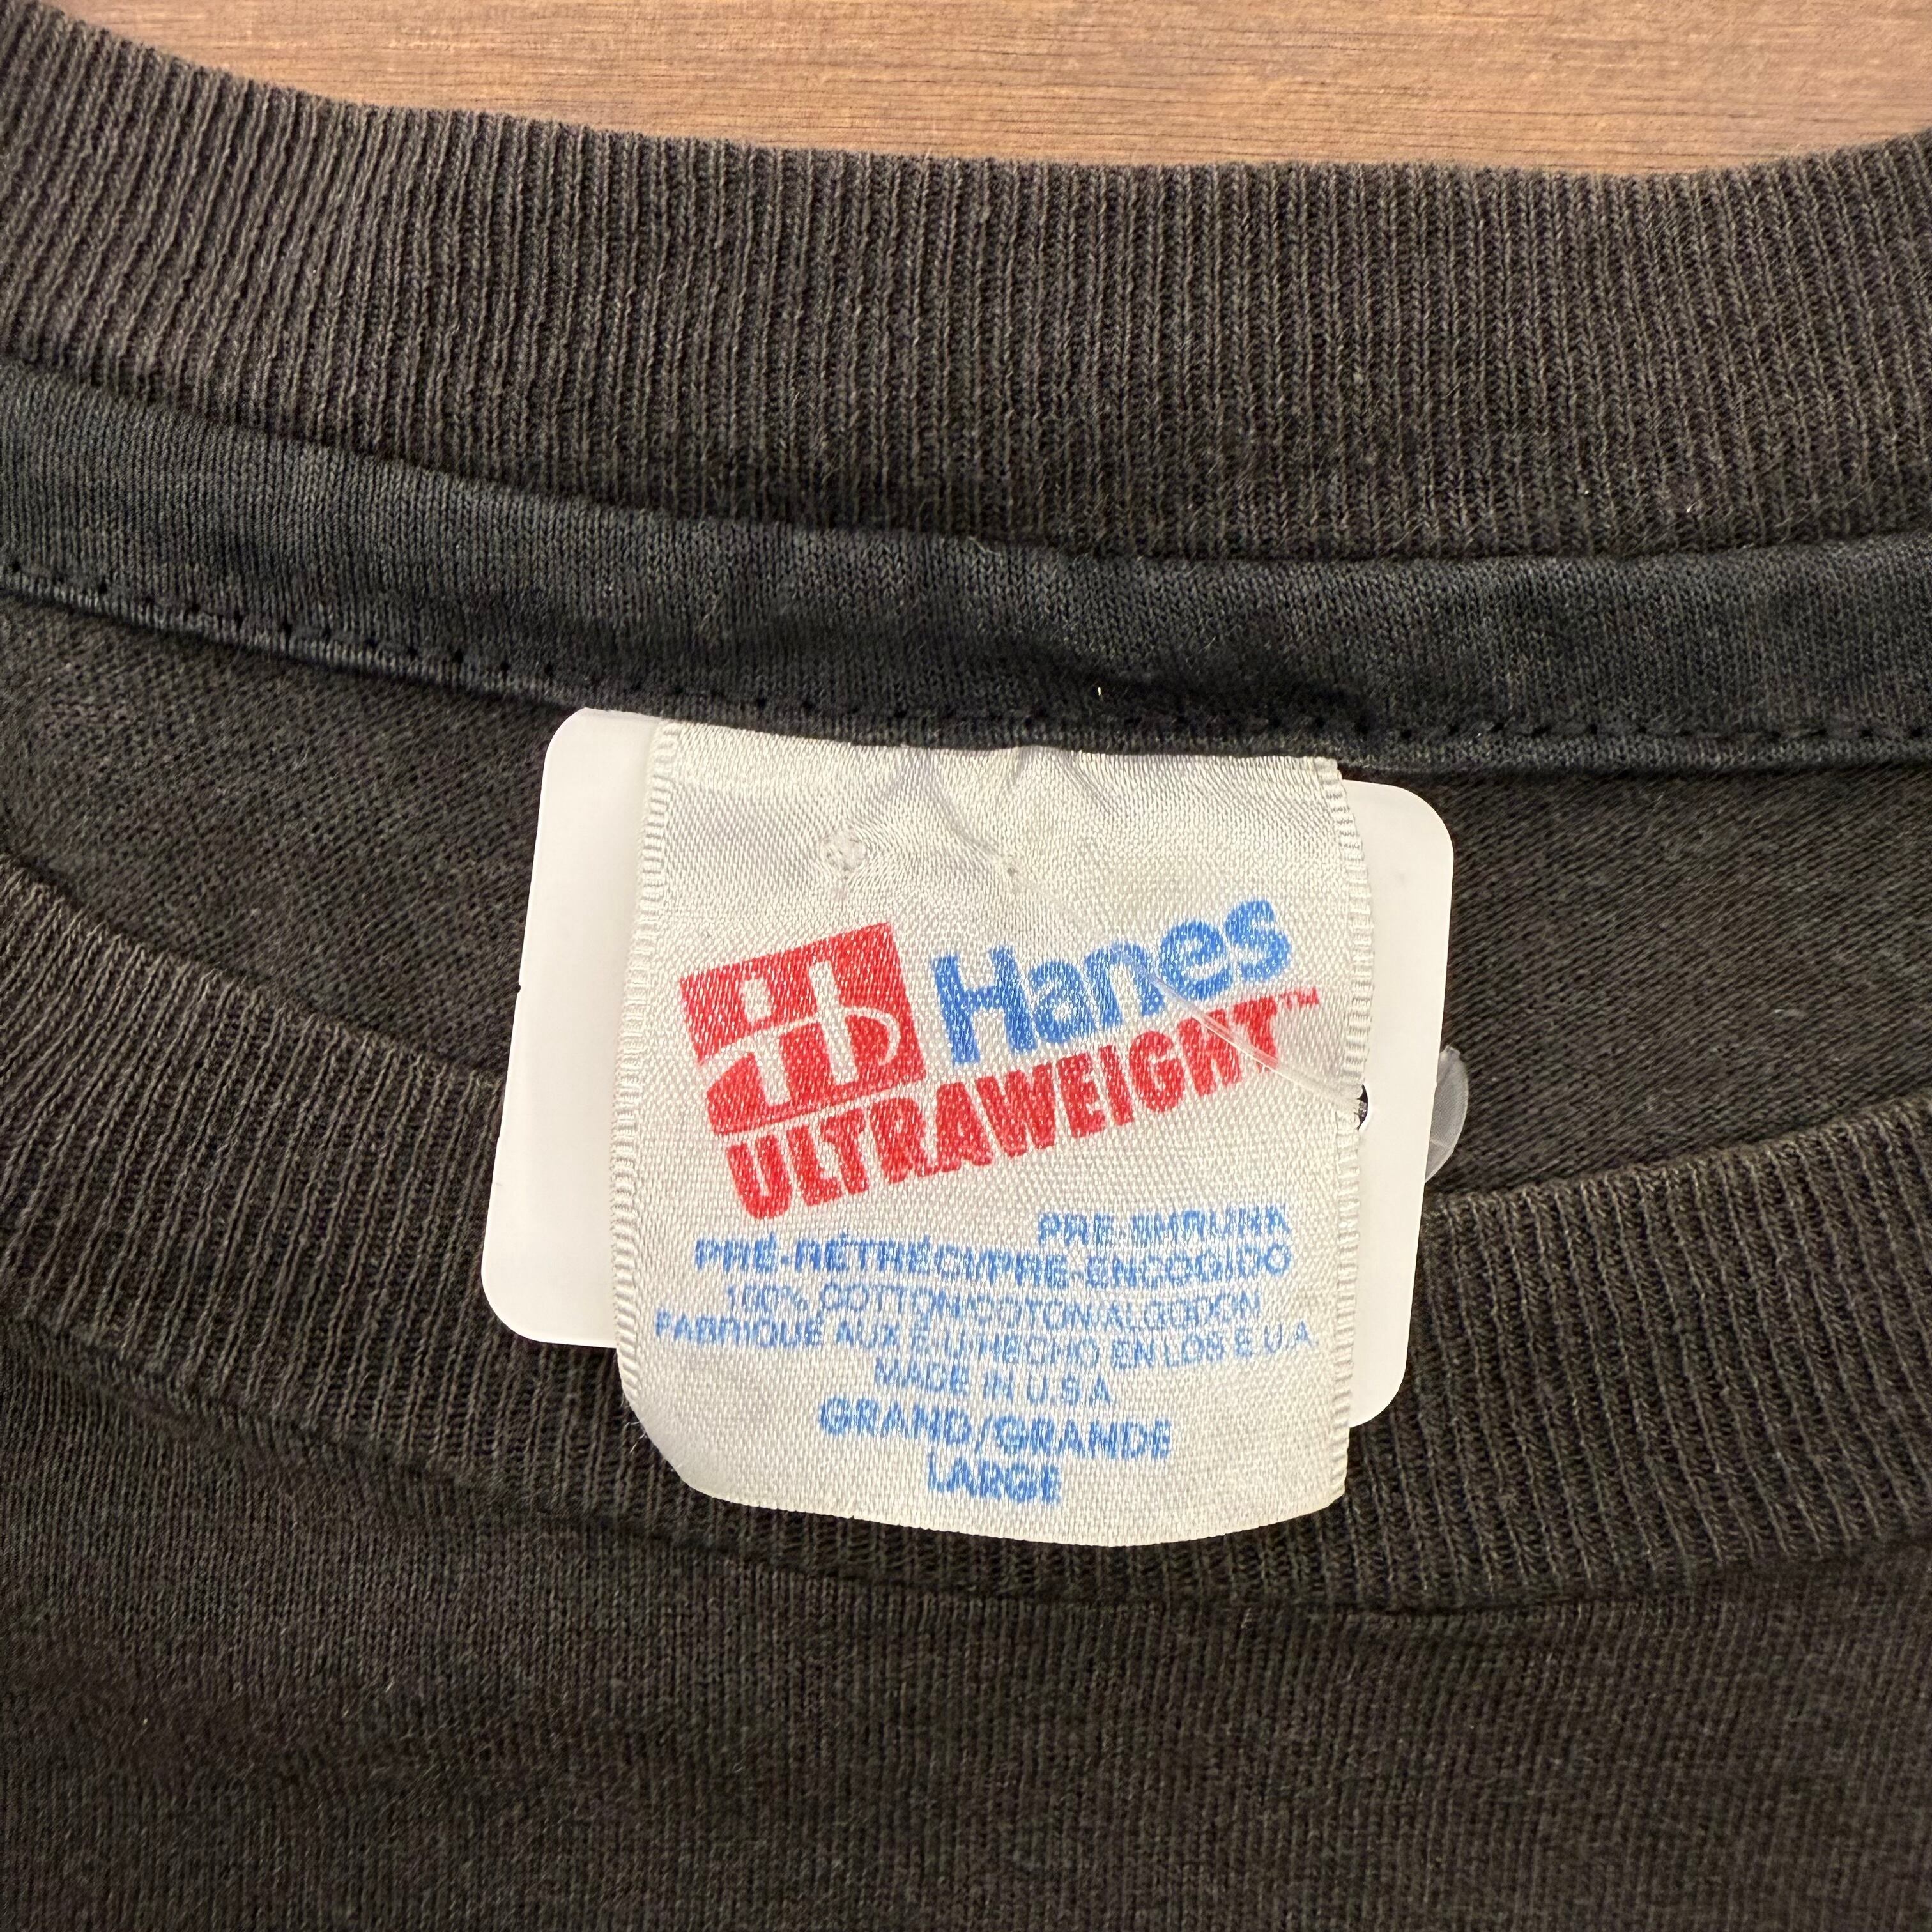 Hanes
ULTRAWEIGHT™
PRE-SHRUNK
PRÉ-RÉTRÉCI/PRÉ-ENCOGIDO
100% COTTON/COTON/ALGODON
FABRIQUÉ AUX E.U/HECHO EN LOS E.U.A
MADE IN U.S.A
GRAND/GRANDE
LARGE